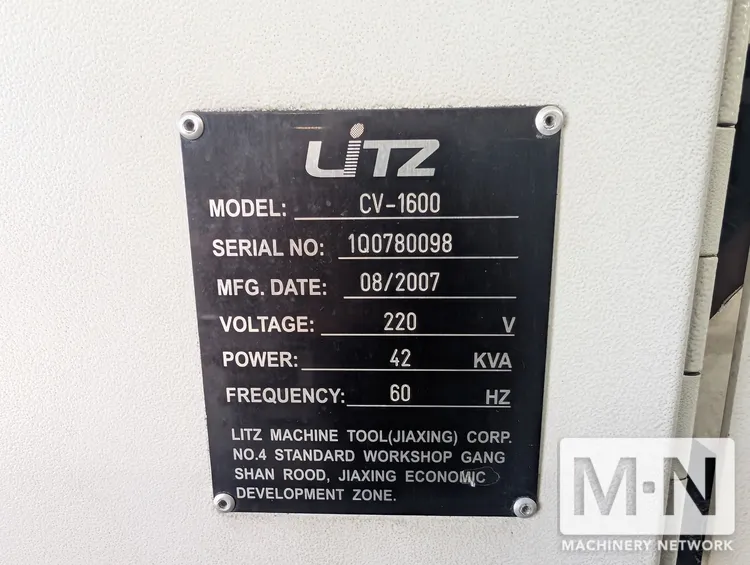 LiTZ
MODEL: CV-1600
SERIAL NO: 1Q0780098
MFG. DATE: 08/2007
VOLTAGE: 220 V
POWER: 42 KVA
FREQUENCY: 60 HZ
LITZ MACHINE TOOL(JIAXING) CORP.
NO.4 STANDARD WORKSHOP GANG
SHAN ROOD, JIAXING ECONOMIC
DEVELOPMENT ZONE.
M·N
MACHINERY NETWORK